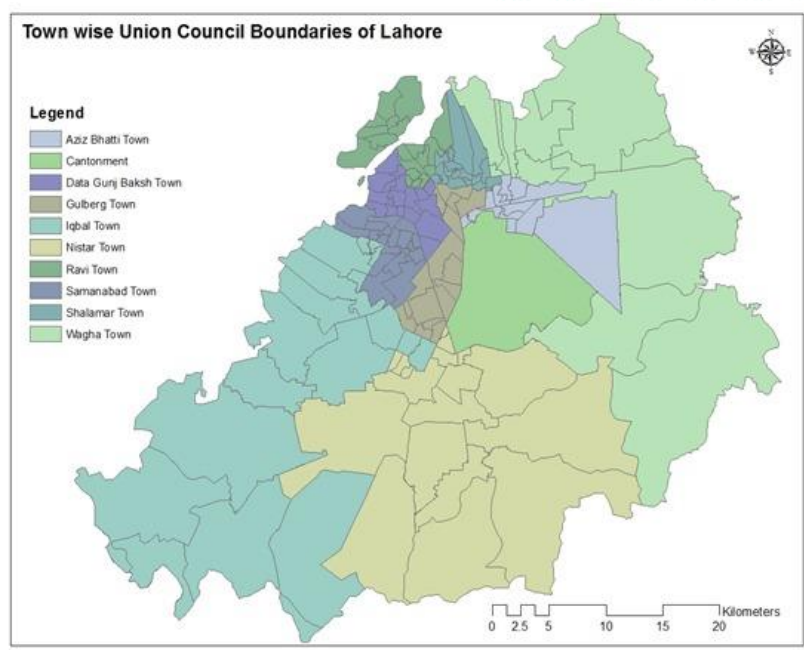 Town wise Union Council Boundaries of Lahore
N
W E
S
Legend
Aziz Bhatti Town
Cantonment
Data Gunj Baksh Town
Gulberg Town
Iqbal Town
Nistar Town
Ravi Town
Samanabad Town
Shalamar Town
Wagha Town
Kilometers
0 2.5 5 10 15 20